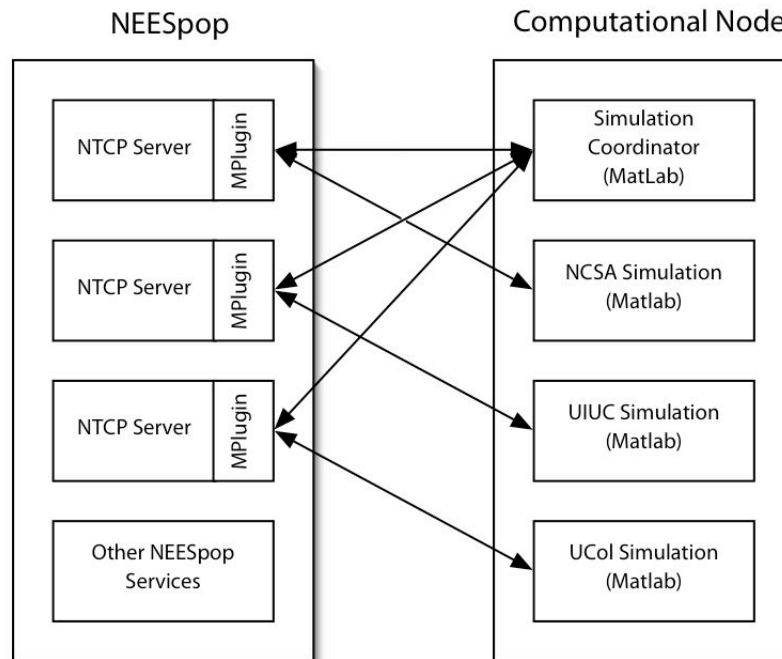 NEESpop
NTCP Server
MPlugin
NTCP Server
MPlugin
NTCP Server
MPlugin
Other NEESpop
Services
Computational Node
Simulation
Coordinator
(MatLab)
NCSA Simulation
(Matlab)
UIUC Simulation
(Matlab)
UCol Simulation
(Matlab)